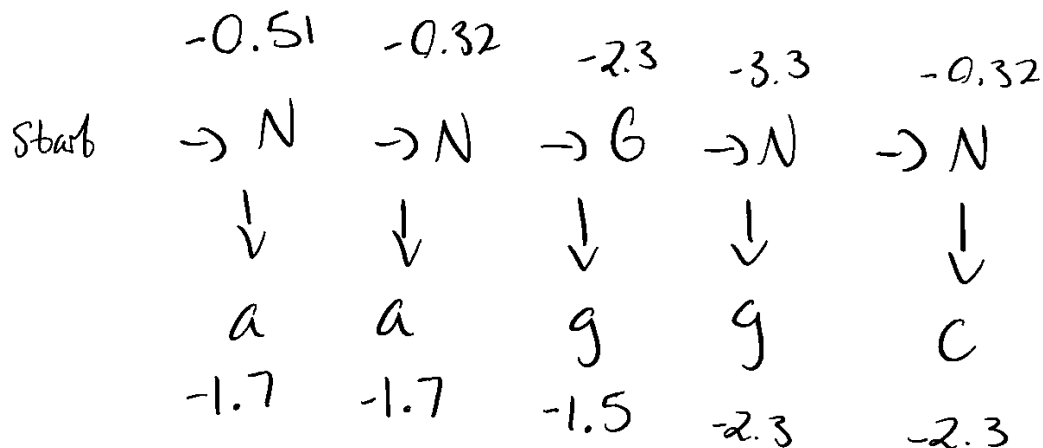 -0.51 -0.32 -2.3 -3.3 -0.32
Start → N → N → G → N → N
↓ ↓ ↓ ↓ ↓
a a g g c
-1.7 -1.7 -1.5 -2.3 -2.3